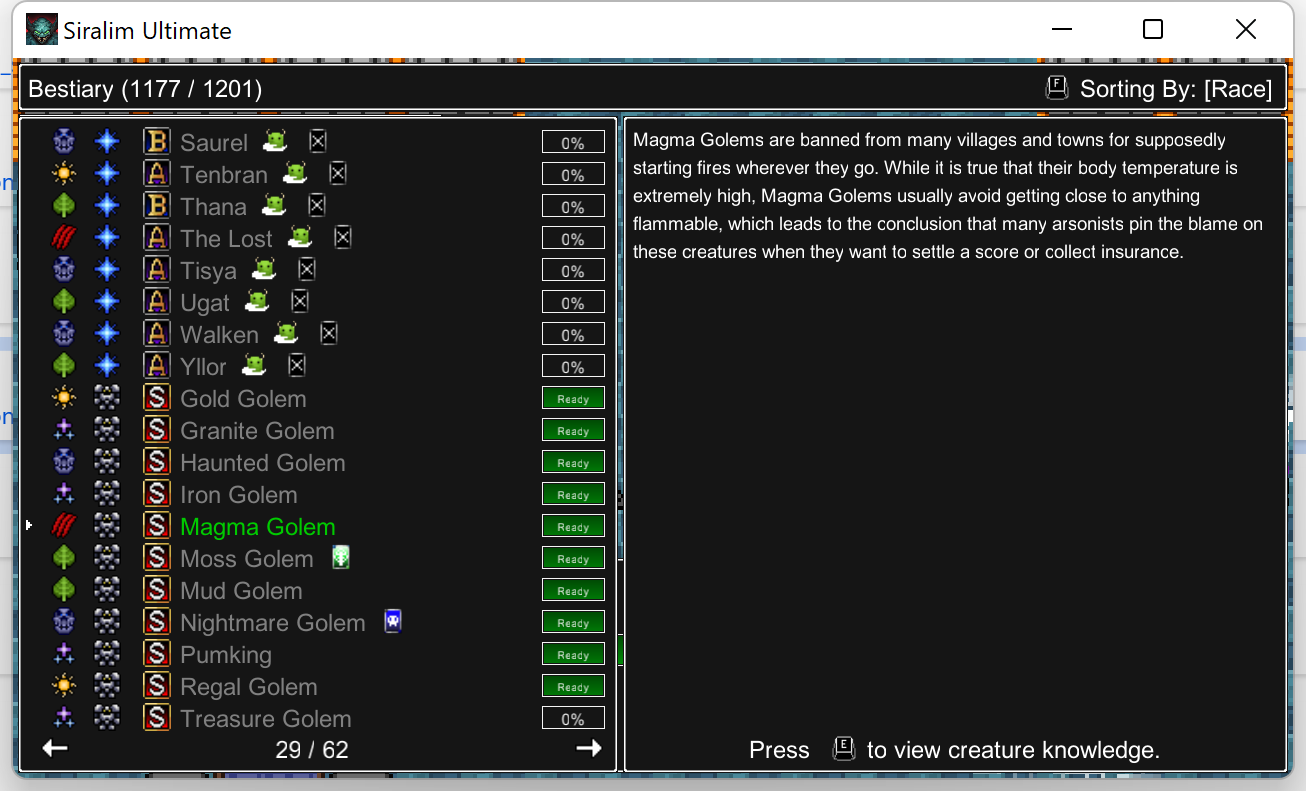 Siralim Ultimate
Bestiary (1177 / 1201)
F Sorting By: [Race]
B Saurel 0%
A Tenbran 0%
B Thana 0%
A The Lost 0%
A Tisya 0%
A Ugat 0%
A Walken 0%
A Yllor 0%
S Gold Golem Ready
S Granite Golem Ready
S Haunted Golem Ready
S Iron Golem Ready
S Magma Golem Ready
S Moss Golem Ready
S Mud Golem Ready
S Nightmare Golem Ready
S Pumking Ready
S Regal Golem Ready
S Treasure Golem 0%
29 / 62
Magma Golems are banned from many villages and towns for supposedly
starting fires wherever they go. While it is true that their body temperature is
extremely high, Magma Golems usually avoid getting close to anything
flammable, which leads to the conclusion that many arsonists pin the blame on
these creatures when they want to settle a score or collect insurance.
Press E to view creature knowledge.